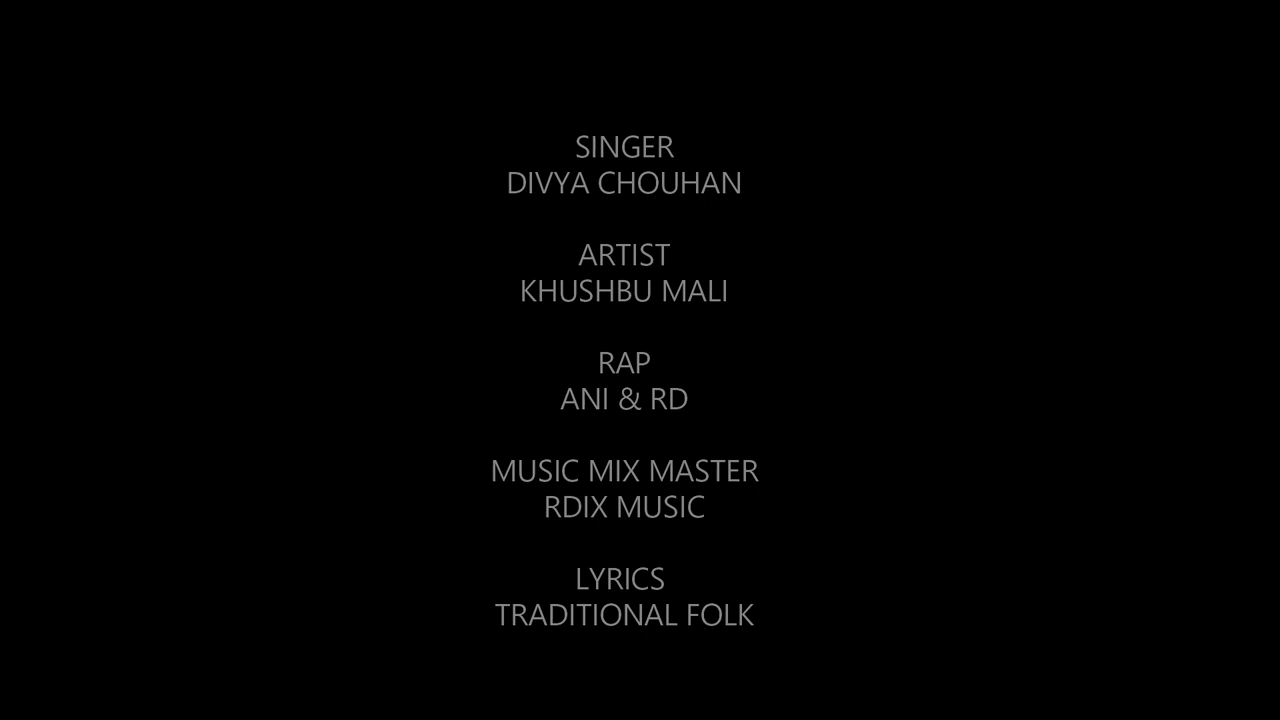 SINGER
DIVYA CHOUHAN
ARTIST
KHUSHBU MALI
RAP
ANI & RD
MUSIC MIX MASTER
RDIX MUSIC
LYRICS
TRADITIONAL FOLK